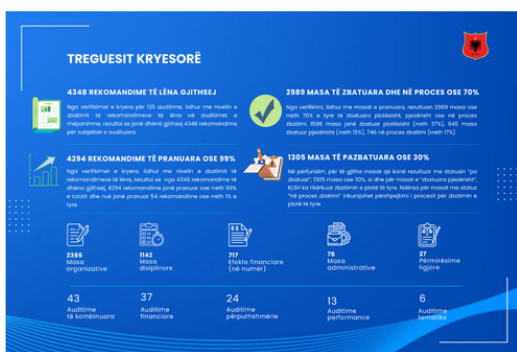 TREGUESIT KRYESORË
4348 REKOMANDIME TË LËNA GJITHSEJ
Nga verifikimet e kryera për 125 auditime, lidhur me nivelin e
zbatimit të rekomandimeve të lëna në auditimet e
mëparshme, rezultoi se janë dhënë gjithsej 4348 rekomandime
për subjektet e audituara.
2989 MASA TË ZBATUARA DHE NË PROCES OSE 70%
Nga verifikimi, lidhur me masat e pranuara, rezultuan 2989 masa ose
rreth 70% e tyre të zbatuara plotësisht, pjesërisht ose në proces
zbatimi. 1598 masa janë zbatuar plotësisht (rreth 37%), 645 masa
zbatuar pjesërisht (rreth 15%), 746 në proces zbatimi (rreth 17%).
4294 REKOMANDIME TË PRANUARA OSE 99%
Nga verifikimet e kryera, lidhur me nivelin e zbatimit të
rekomandimeve të lëna, rezultoi se nga 4348 rekomandime të
dhëna gjithsej, 4294 rekomandime janë pranuar ose rreth 99%
e totalit dhe nuk janë pranuar 54 rekomandime ose rreth 1% e
tyre.
1305 MASA TË PAZBATUARA OSE 30%
Në përfundim, për të gjitha masat që kanë rezultuar me status "pa
zbatuar", 1305 masa ose 30%, si dhe për masat e "zbatuara pjesërisht",
KLSH ka rikërkuar zbatimin e plotë të tyre. Ndërsa për masat me status
"në proces zbatimi" inkurajohet përshpejtimi i procesit për zbatimin e
plotë të tyre.
2386
Masa
organizative
1142
Masa
disiplinore
717
Efekte financiare
(në numër)
76
Masa
administrative
27
Përmirësime
ligjore
43
Auditime
të kombinuara
37
Auditime
financiare
24
Auditime
përputhshmërie
13
Auditime
performance
6
Auditime
tematike